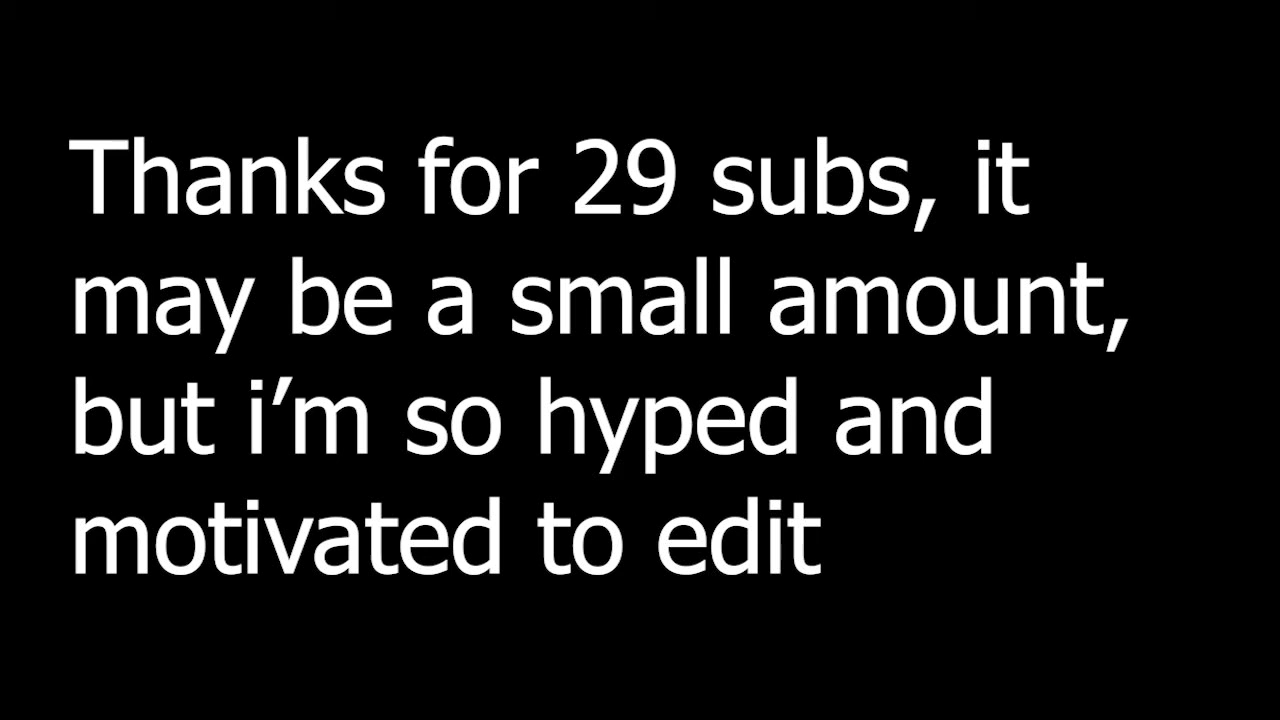 Thanks for 29 subs, it
may be a small amount,
but i’m so hyped and
motivated to edit